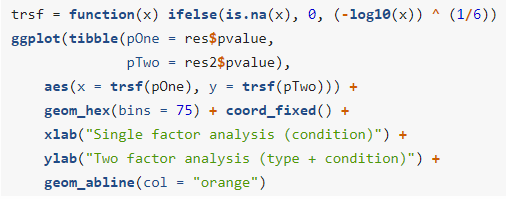 trsf = function(x) ifelse(is.na(x), 0, (-log10(x)) ^ (1/6))
ggplot(tibble(pOne = res$pvalue,
              pTwo = res2$pvalue),
    aes(x = trsf(pOne), y = trsf(pTwo))) +
    geom_hex(bins = 75) + coord_fixed() +
    xlab("Single factor analysis (condition)") +
    ylab("Two factor analysis (type + condition)") +
    geom_abline(col = "orange")